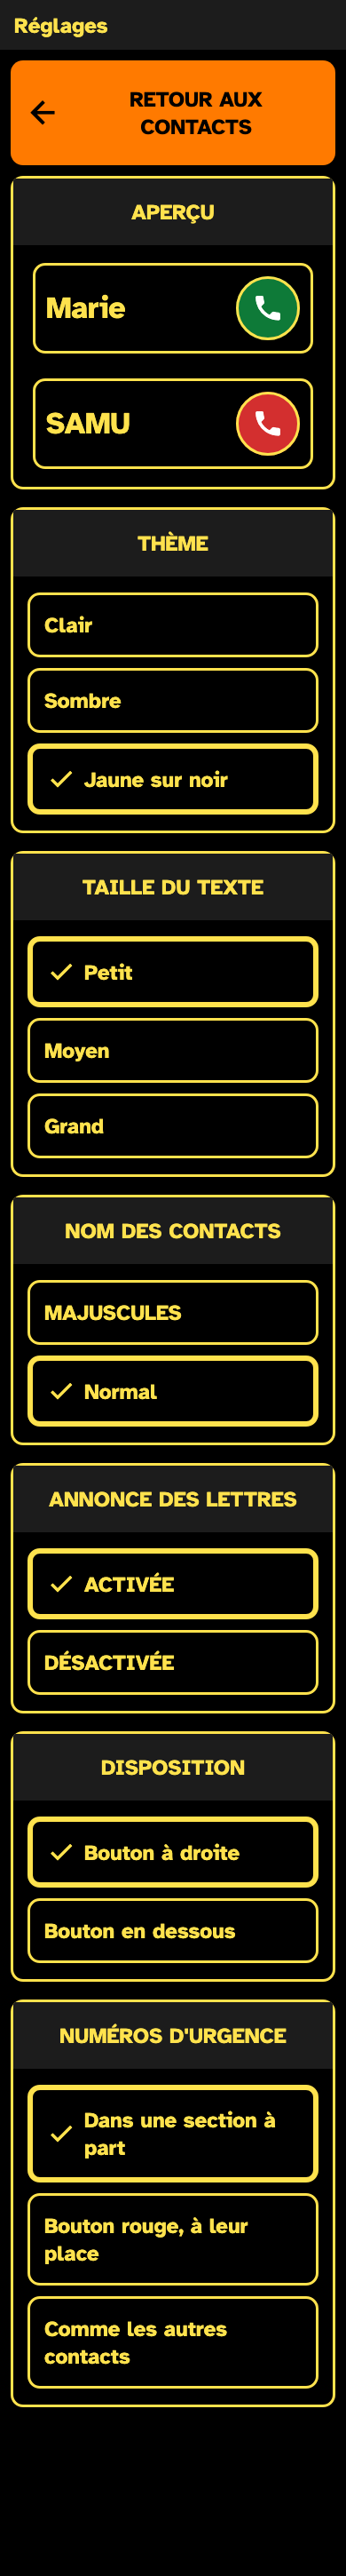 Réglages
RETOUR AUX
CONTACTS
APERÇU
Marie
SAMU
THÈME
Clair
Sombre
Jaune sur noir
TAILLE DU TEXTE
Petit
Moyen
Grand
NOM DES CONTACTS
MAJUSCULES
Normal
ANNONCE DES LETTRES
ACTIVÉE
DÉSACTIVÉE
DISPOSITION
Bouton à droite
Bouton en dessous
NUMÉROS D'URGENCE
Dans une section à
part
Bouton rouge, à leur
place
Comme les autres
contacts